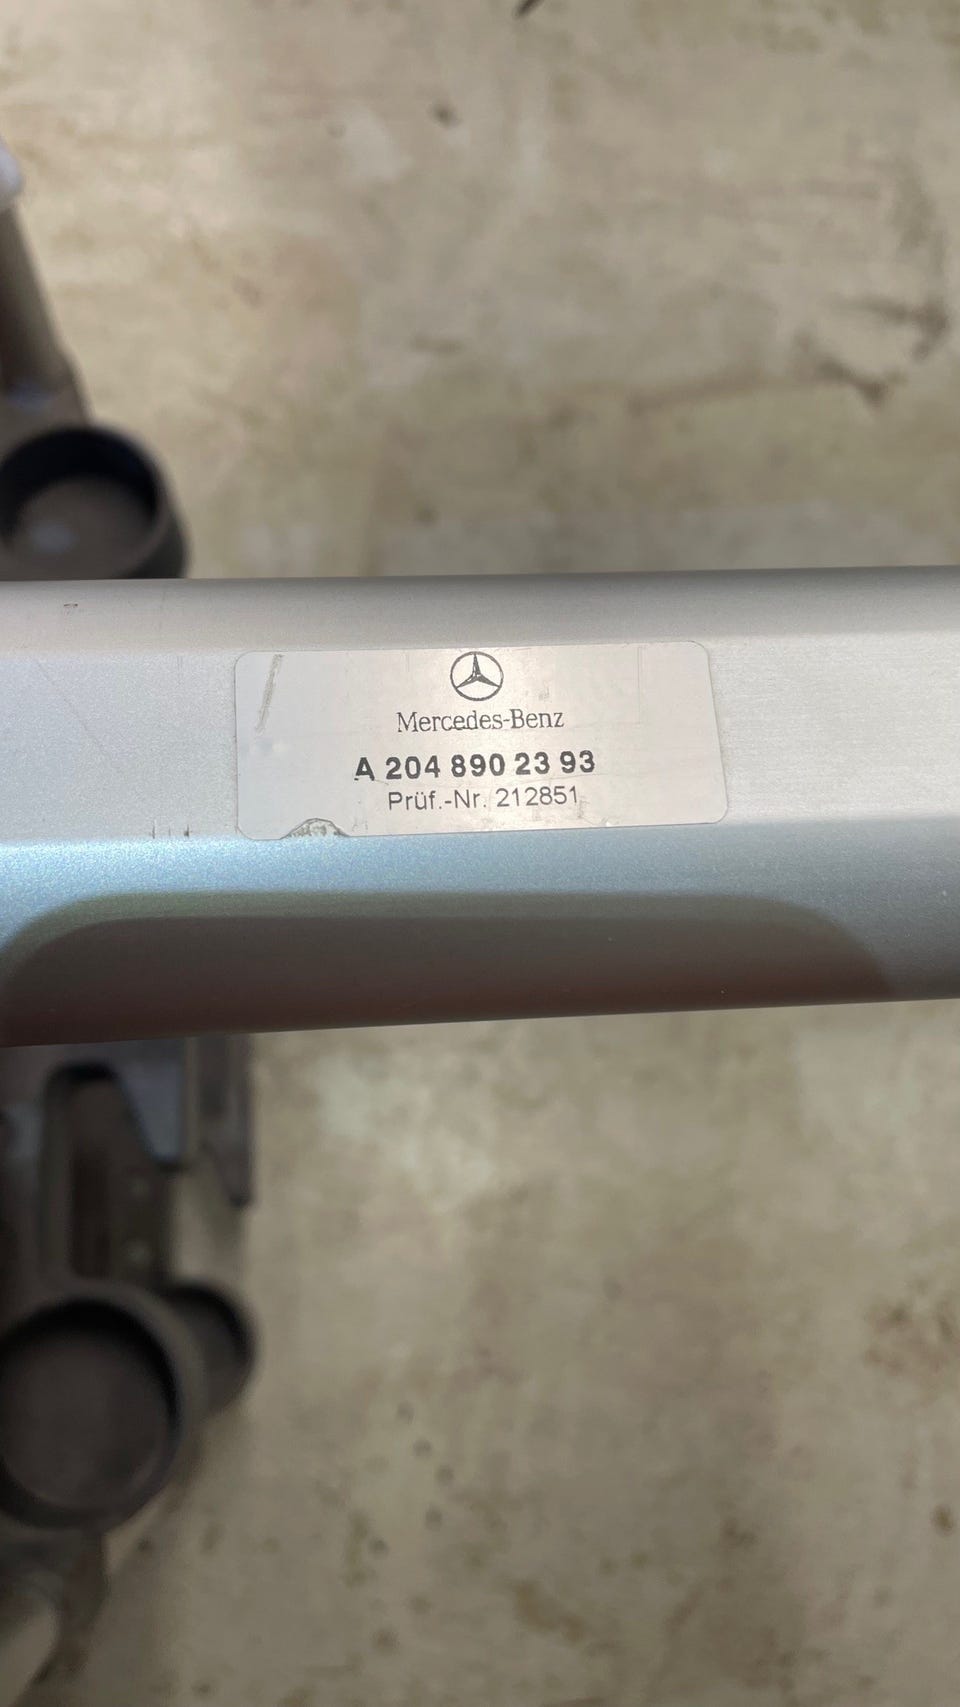 Mercedes-Benz
A 204 890 23 93
Prüf.-Nr. 212851